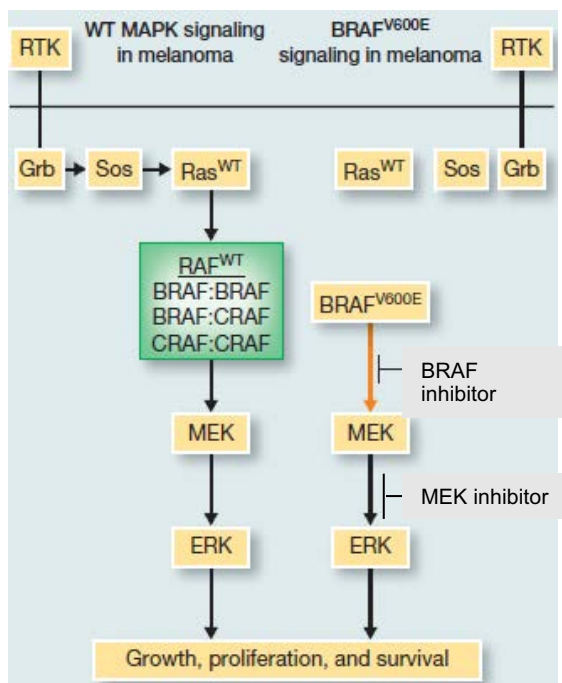 RTK
WT MAPK signaling
in melanoma
BRAFV600E
signaling in melanoma
RTK
Grb
Sos
RasWT
RasWT
Sos
Grb
RAFWT
BRAF:BRAF
BRAF:CRAF
CRAF:CRAF
BRAFV600E
BRAF
inhibitor
MEK
MEK
MEK inhibitor
ERK
ERK
Growth, proliferation, and survival